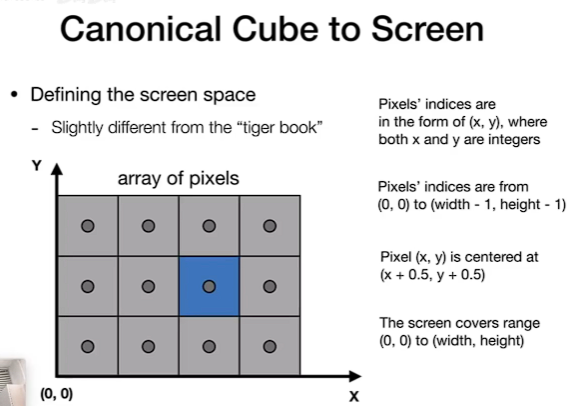 Canonical Cube to Screen
• Defining the screen space
- Slightly different from the “tiger book”
Y
array of pixels
(0, 0)
X
Pixels’ indices are
in the form of (x, y), where
both x and y are integers
Pixels’ indices are from
(0, 0) to (width - 1, height - 1)
Pixel (x, y) is centered at
(x + 0.5, y + 0.5)
The screen covers range
(0, 0) to (width, height)